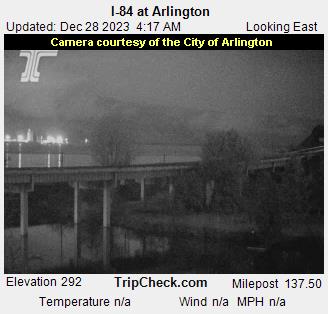 I-84 at Arlington
Updated: Dec 28 2023 4:17 AM Looking East
Camera courtesy of the City of Arlington
Elevation 292 TripCheck.com Milepost 137.50
Temperature n/a Wind n/a MPH n/a